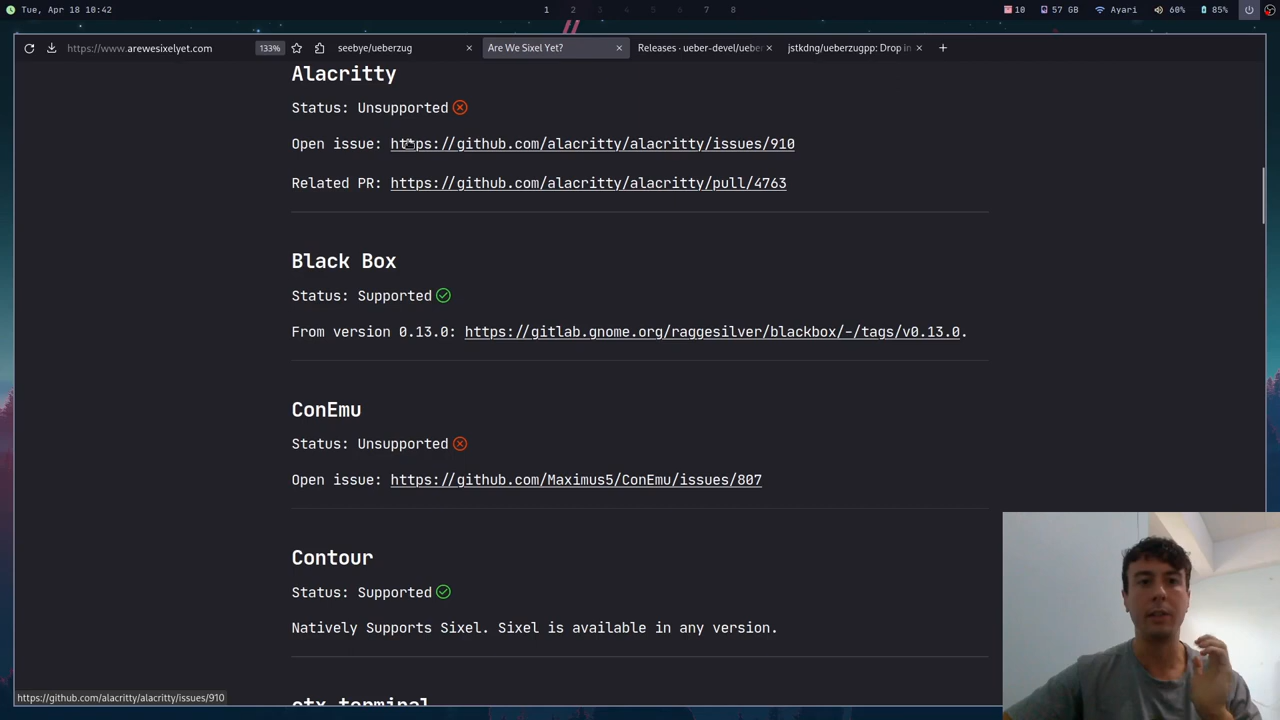 Tue, Apr 18 10:42
1 2 3 4 5 6 7 8
10 57 GB Ayari 60% 85%
https://www.arewesixelyet.com
133%
seebye/ueberzug
Are We Sixel Yet?
Releases · ueber-devel/ueber
jstkdng/ueberzugpp: Drop in
Alacritty
Status: Unsupported
Open issue: https://github.com/alacritty/alacritty/issues/910
Related PR: https://github.com/alacritty/alacritty/pull/4763
Black Box
Status: Supported
From version 0.13.0: https://gitlab.gnome.org/raggesilver/blackbox/-/tags/v0.13.0.
ConEmu
Status: Unsupported
Open issue: https://github.com/Maximus5/ConEmu/issues/807
Contour
Status: Supported
Natively Supports Sixel. Sixel is available in any version.
ctx terminal
https://github.com/alacritty/alacritty/issues/910